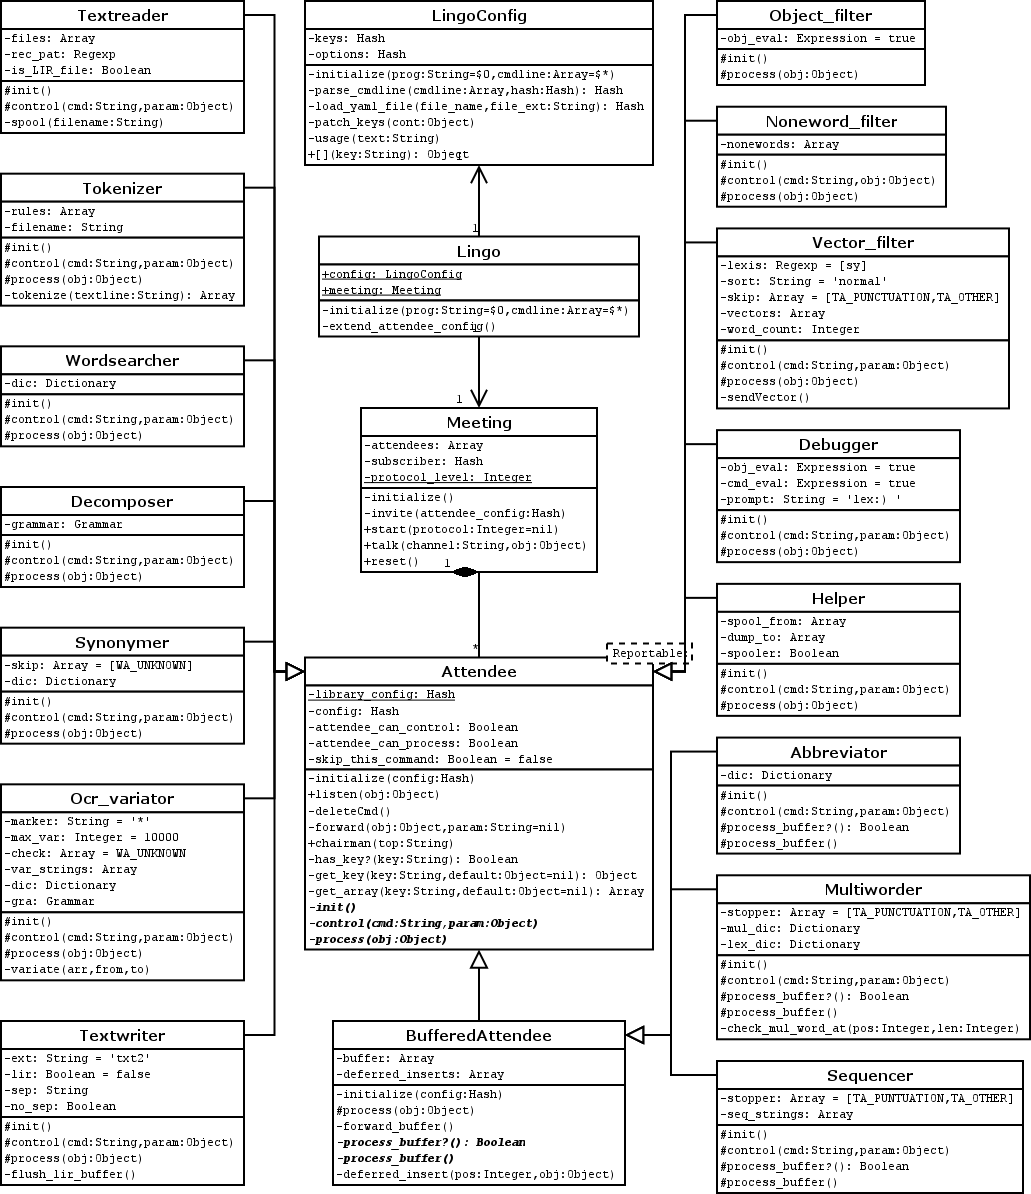 Textreader
-files: Array
-rec_pat: Regexp
-is_LIR_file: Boolean
#init()
#control(cmd:String,param:Object)
-spool(filename:String)
Tokenizer
-rules: Array
-filename: String
#init()
#control(cmd:String,param:Object)
#process(obj:Object)
-tokenize(textline:String): Array
Wordsearcher
-dic: Dictionary
#init()
#control(cmd:String,param:Object)
#process(obj:Object)
Decomposer
-grammar: Grammar
#init()
#control(cmd:String,param:Object)
#process(obj:Object)
Synonymer
-skip: Array = [WA_UNKNOWN]
-dic: Dictionary
#init()
#control(cmd:String,param:Object)
#process(obj:Object)
Ocr_variator
-marker: String = '*'
-max_var: Integer = 10000
-check: Array = WA_UNKNOWN
-var_strings: Array
-dic: Dictionary
-gra: Grammar
#init()
#control(cmd:String,param:Object)
#process(obj:Object)
-variate(arr,from,to)
Textwriter
-ext: String = 'txt2'
-lir: Boolean = false
-sep: String
-no_sep: Boolean
#init()
#control(cmd:String,param:Object)
#process(obj:Object)
-flush_lir_buffer()
LingoConfig
-keys: Hash
-options: Hash
-initialize(prog:String=$0,cmdline:Array=$*)
-parse_cmdline(cmdline:Array,hash:Hash): Hash
-load_yaml_file(file_name,file_ext:String): Hash
-patch_keys(cont:Object)
-usage(text:String)
+[](key:String): Object
1
1
Lingo
+config: LingoConfig
+meeting: Meeting
-initialize(prog:String=$0,cmdline:Array=$*)
-extend_attendee_config()
1
1
Meeting
-attendees: Array
-subscriber: Hash
-protocol_level: Integer
-initialize()
-invite(attendee_config:Hash)
+start(protocol:Integer=nil)
+talk(channel:String,obj:Object)
+reset()
1
*
Reportable:
Attendee
-library_config: Hash
-config: Hash
-attendee_can_control: Boolean
-attendee_can_process: Boolean
-skip_this_command: Boolean = false
-initialize(config:Hash)
+listen(obj:Object)
-deleteCmd()
-forward(obj:Object,param:String=nil)
+chairman(top:String)
-has_key?(key:String): Boolean
-get_key(key:String,default:Object=nil): Object
-get_array(key:String,default:Object=nil): Array
-init()
-control(cmd:String,param:Object)
-process(obj:Object)
BufferedAttendee
-buffer: Array
-deferred_inserts: Array
-initialize(config:Hash)
#process(obj:Object)
-forward_buffer()
-process_buffer?(): Boolean
-process_buffer()
-deferred_insert(pos:Integer,obj:Object)
Object_filter
-obj_eval: Expression = true
#init()
#process(obj:Object)
Noneword_filter
-nonewords: Array
#init()
#control(cmd:String,obj:Object)
#process(obj:Object)
Vector_filter
-lexis: Regexp = [sy]
-sort: String = 'normal'
-skip: Array = [TA_PUNCTUATION,TA_OTHER]
-vectors: Array
-word_count: Integer
#init()
#control(cmd:String,param:Object)
#process(obj:Object)
-sendVector()
Debugger
-obj_eval: Expression = true
-cmd_eval: Expression = true
-prompt: String = 'lex:) '
#init()
#control(cmd:String,param:Object)
#process(obj:Object)
Helper
-spool_from: Array
-dump_to: Array
-spooler: Boolean
#init()
#control(cmd:String,param:Object)
#process(obj:Object)
Abbreviator
-dic: Dictionary
#init()
#control(cmd:String,param:Object)
#process_buffer?(): Boolean
#process_buffer()
Multiworder
-stopper: Array = [TA_PUNCTUATION,TA_OTHER]
-mul_dic: Dictionary
-lex_dic: Dictionary
#init()
#control(cmd:String,param:Object)
#process_buffer?(): Boolean
#process_buffer()
-check_mul_word_at(pos:Integer,len:Integer)
Sequencer
-stopper: Array = [TA_PUNTUATION,TA_OTHER]
-seq_strings: Array
#init()
#control(cmd:String,param:Object)
#process_buffer?(): Boolean
#process_buffer()